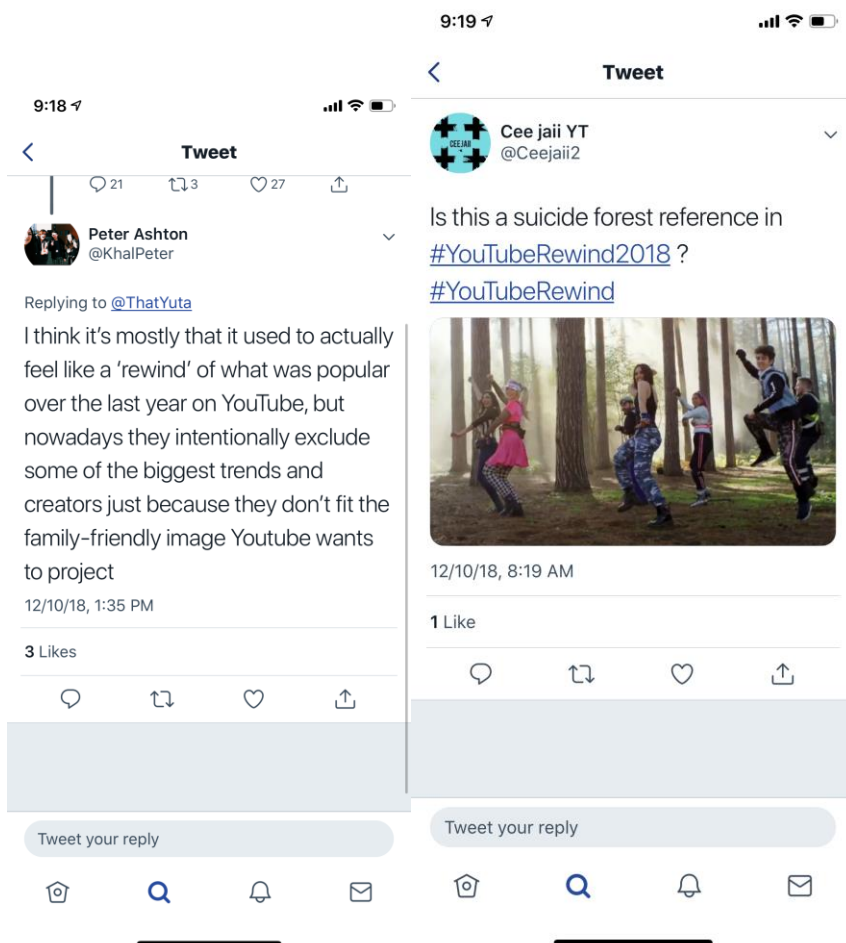 9:18
Tweet
21 3 27
Peter Ashton
@KhalPeter
Replying to @ThatYuta
I think it's mostly that it used to actually
feel like a 'rewind' of what was popular
over the last year on YouTube, but
nowadays they intentionally exclude
some of the biggest trends and
creators just because they don't fit the
family-friendly image Youtube wants
to project
12/10/18, 1:35 PM
3 Likes
Tweet your reply
9:19
Tweet
CEEJAII
Cee jaii YT
@Ceejaii2
Is this a suicide forest reference in
#YouTubeRewind2018 ?
#YouTubeRewind
12/10/18, 8:19 AM
1 Like
Tweet your reply